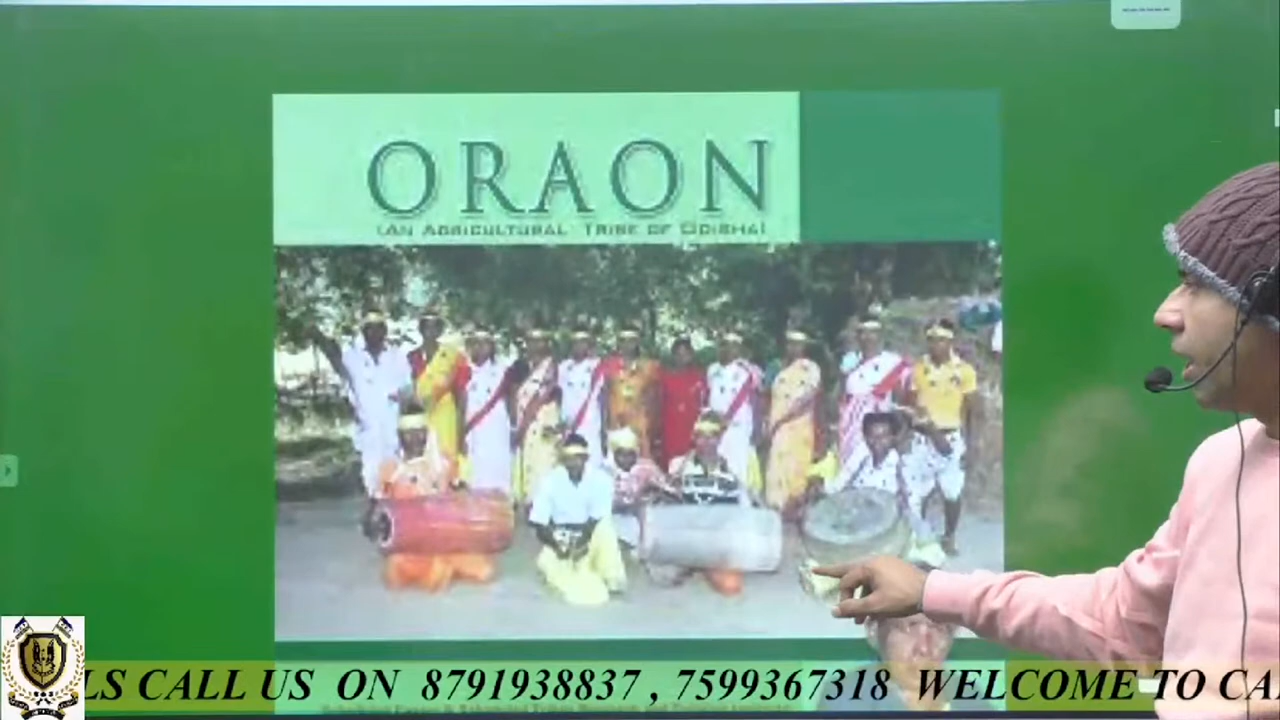 ORAON
(AN AGRICULTURAL TRIBE OF ODISHA)
LS CALL US ON 8791938837 , 7599367318 WELCOME TO CA